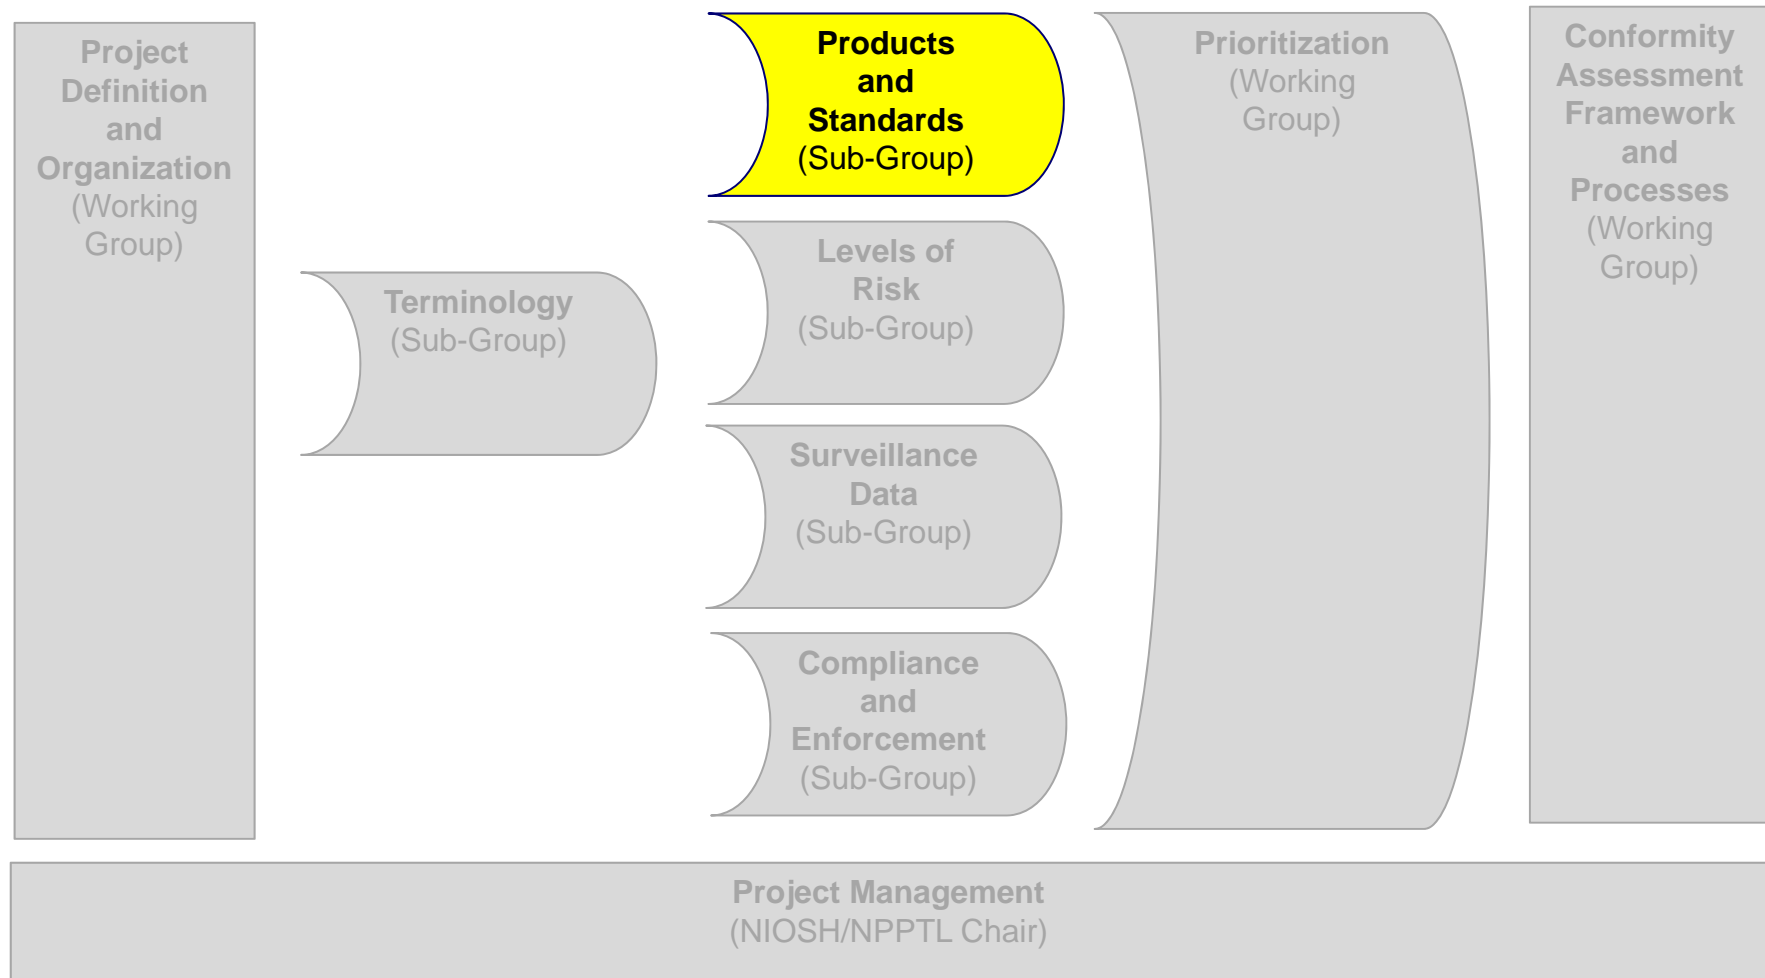 Project
Definition
and
Organization
(Working
Group)
Terminology
(Sub-Group)
Products
and
Standards
(Sub-Group)
Levels of
Risk
(Sub-Group)
Surveillance
Data
(Sub-Group)
Compliance
and
Enforcement
(Sub-Group)
Prioritization
(Working
Group)
Conformity
Assessment
Framework
and
Processes
(Working
Group)
Project Management
(NIOSH/NPPTL Chair)